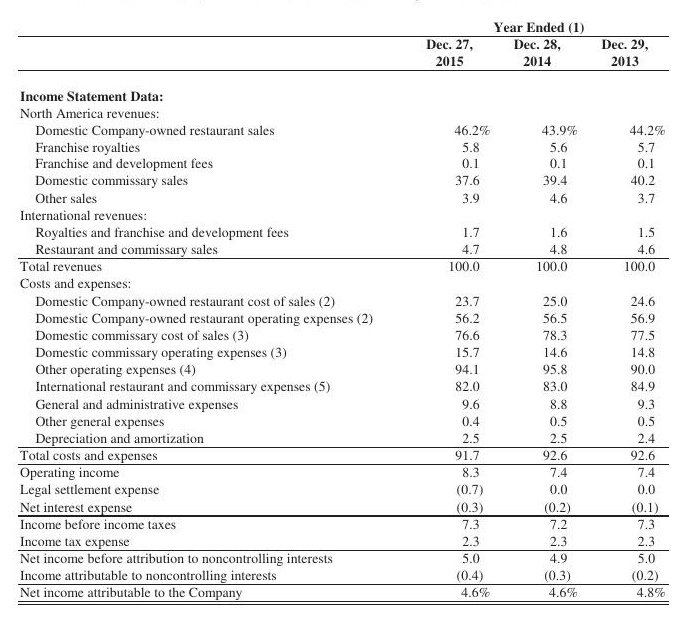 Year Ended (1)
Dec. 27, Dec. 28, Dec. 29,
2015 2014 2013
Income Statement Data:
North America revenues:
Domestic Company-owned restaurant sales 46.2% 43.9% 44.2%
Franchise royalties 5.8 5.6 5.7
Franchise and development fees 0.1 0.1 0.1
Domestic commissary sales 37.6 39.4 40.2
Other sales 3.9 4.6 3.7
International revenues:
Royalties and franchise and development fees 1.7 1.6 1.5
Restaurant and commissary sales 4.7 4.8 4.6
Total revenues 100.0 100.0 100.0
Costs and expenses:
Domestic Company-owned restaurant cost of sales (2) 23.7 25.0 24.6
Domestic Company-owned restaurant operating expenses (2) 56.2 56.5 56.9
Domestic commissary cost of sales (3) 76.6 78.3 77.5
Domestic commissary operating expenses (3) 15.7 14.6 14.8
Other operating expenses (4) 94.1 95.8 90.0
International restaurant and commissary expenses (5) 82.0 83.0 84.9
General and administrative expenses 9.6 8.8 9.3
Other general expenses 0.4 0.5 0.5
Depreciation and amortization 2.5 2.5 2.4
Total costs and expenses 91.7 92.6 92.6
Operating income 8.3 7.4 7.4
Legal settlement expense (0.7) 0.0 0.0
Net interest expense (0.3) (0.2) (0.1)
Income before income taxes 7.3 7.2 7.3
Income tax expense 2.3 2.3 2.3
Net income before attribution to noncontrolling interests 5.0 4.9 5.0
Income attributable to noncontrolling interests (0.4) (0.3) (0.2)
Net income attributable to the Company 4.6% 4.6% 4.8%